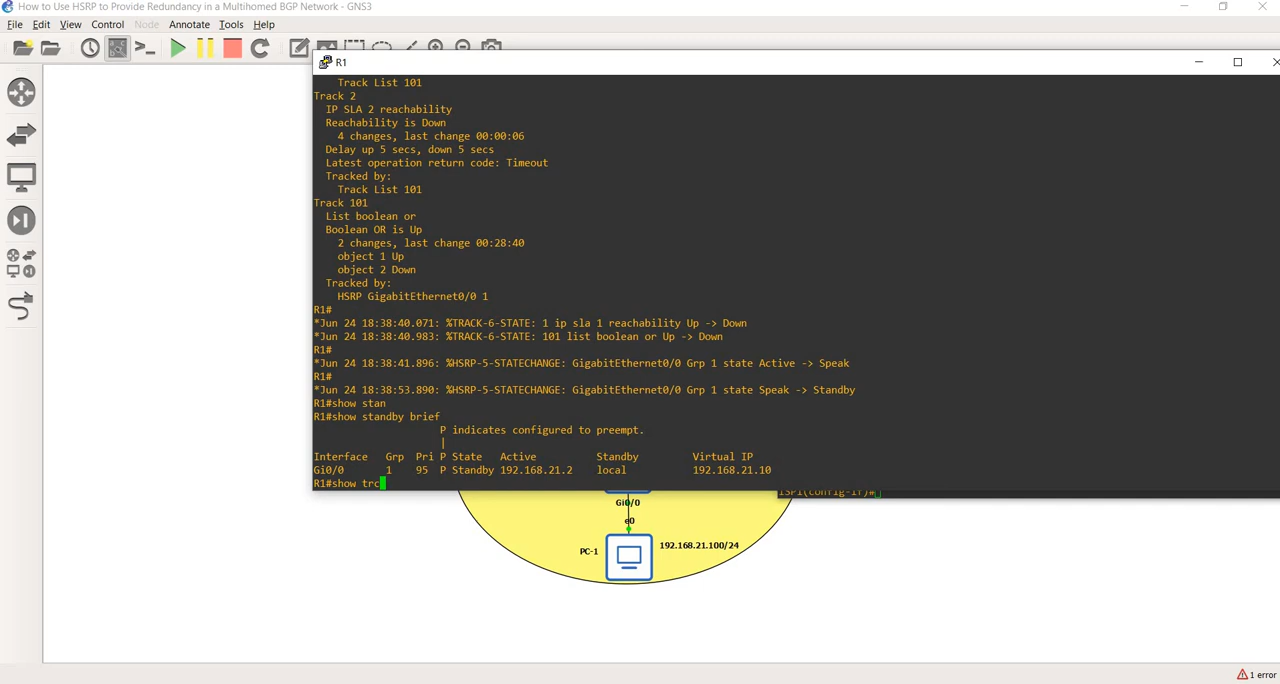 How to Use HSRP to Provide Redundancy in a Multihomed BGP Network - GNS3
File Edit View Control Node Annotate Tools Help
R1
Track List 101
Track 2
IP SLA 2 reachability
Reachability is Down
4 changes, last change 00:00:06
Delay up 5 secs, down 5 secs
Latest operation return code: Timeout
Tracked by:
Track List 101
Track 101
List boolean or
Boolean OR is Up
2 changes, last change 00:28:40
object 1 Up
object 2 Down
Tracked by:
HSRP GigabitEthernet0/0 1
R1#
*Jun 24 18:38:40.071: %TRACK-6-STATE: 1 ip sla 1 reachability Up -> Down
*Jun 24 18:38:40.983: %TRACK-6-STATE: 101 list boolean or Up -> Down
R1#
*Jun 24 18:38:41.896: %HSRP-5-STATECHANGE: GigabitEthernet0/0 Grp 1 state Active -> Speak
R1#
*Jun 24 18:38:53.890: %HSRP-5-STATECHANGE: GigabitEthernet0/0 Grp 1 state Speak -> Standby
R1#show stan
R1#show standby brief
P indicates configured to preempt.
|
Interface Grp Pri P State Active Standby Virtual IP
Gi0/0 1 95 P Standby 192.168.21.2 local 192.168.21.10
R1#show trc
ISP1(config-if)#
Gi0/0
e0
PC-1
192.168.21.100/24
1 error